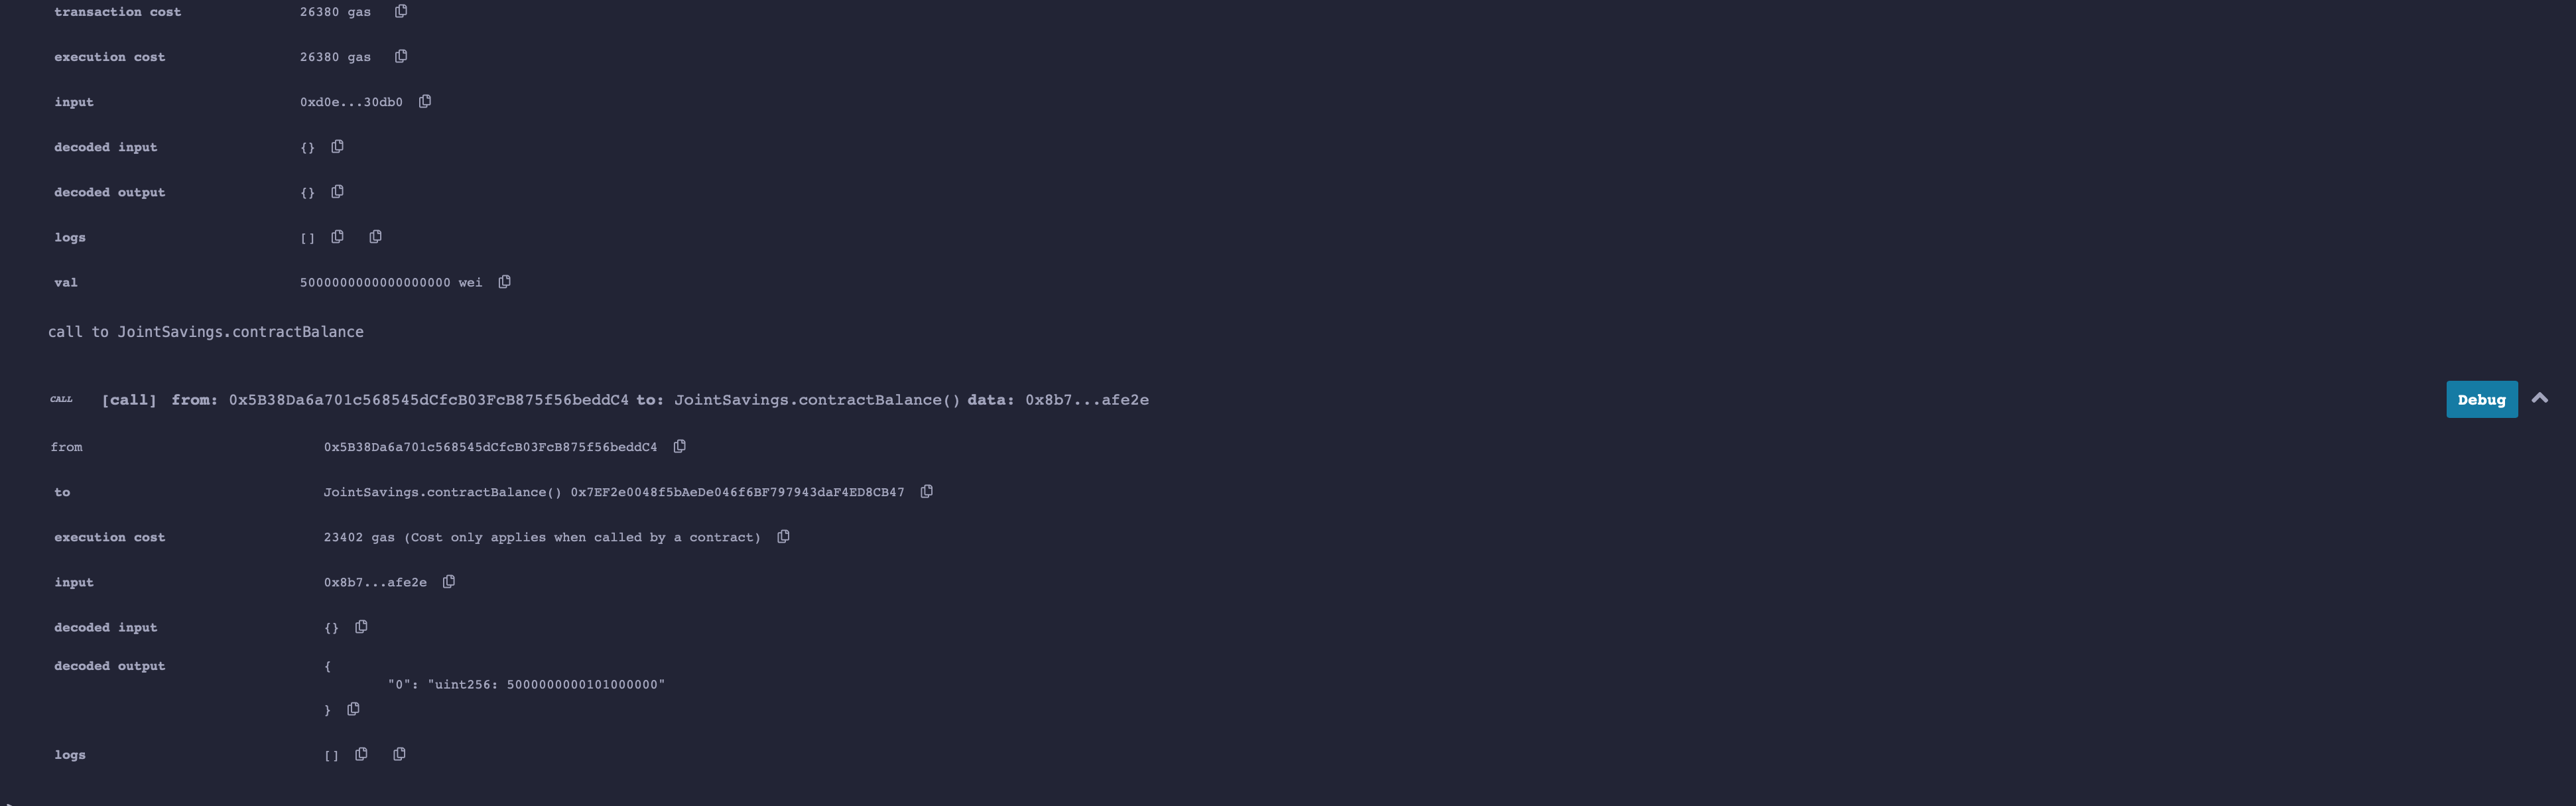 transaction cost 26380 gas
execution cost 26380 gas
input 0xd0e...30db0
decoded input {}
decoded output {}
logs []
val 5000000000000000000 wei
call to JointSavings.contractBalance
CALL [call] from: 0x5B38Da6a701c568545dCfcB03FcB875f56beddC4 to: JointSavings.contractBalance() data: 0x8b7...afe2e Debug
from 0x5B38Da6a701c568545dCfcB03FcB875f56beddC4
to JointSavings.contractBalance() 0x7EF2e0048f5bAeDe046f6BF797943daF4ED8CB47
execution cost 23402 gas (Cost only applies when called by a contract)
input 0x8b7...afe2e
decoded input {}
decoded output {
"0": "uint256: 5000000000101000000"
}
logs []